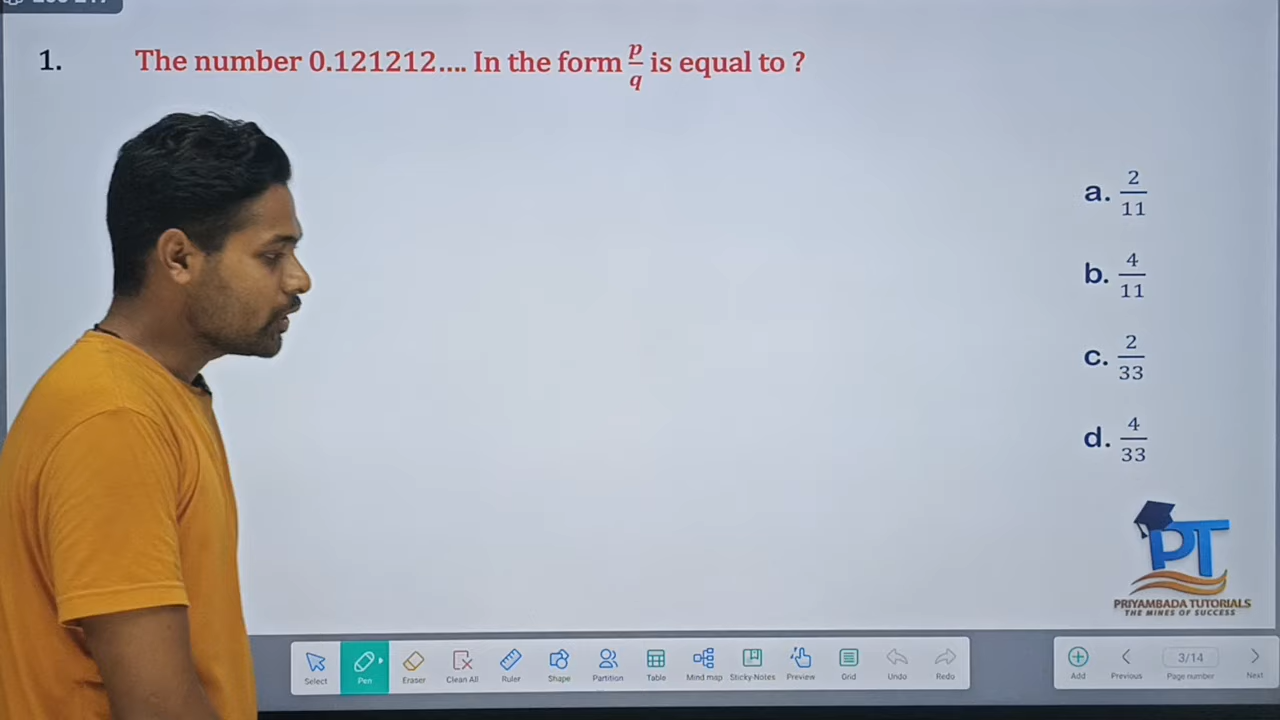 1. The number 0.121212.... In the form p/q is equal to ?
a. 2/11
b. 4/11
c. 2/33
d. 4/33
PT
PRIYAMBADA TUTORIALS
THE MINES OF SUCCESS
Select Pen Eraser Clean All Ruler Shape Partition Table Mind map Sticky-Notes Preview Grid Undo Redo
Add Previous 3/14 Page number Next